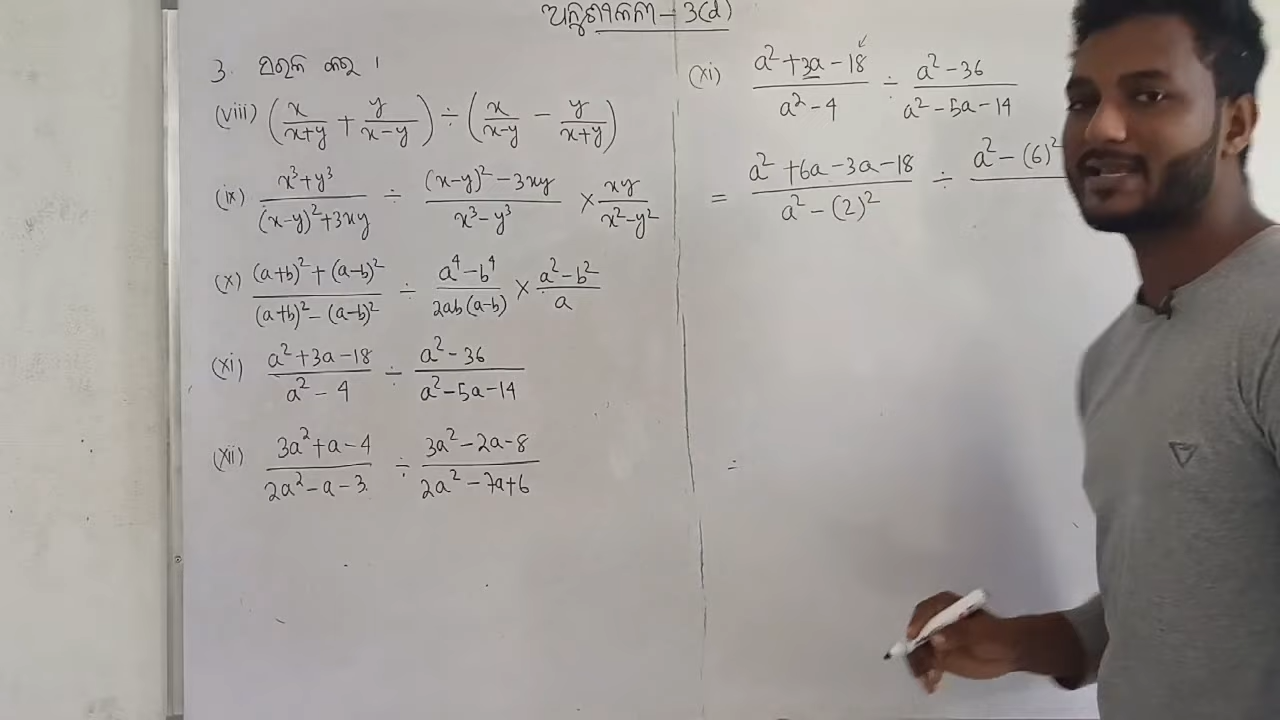 ଅନୁଶୀଳନୀ - 3(d)
3. ସରଳ କର ।
(viii) (x/(x+y) + y/(x-y)) ÷ (x/(x-y) - y/(x+y))
(ix) (x³+y³)/((x-y)²+3xy) ÷ ((x-y)²-3xy)/(x³-y³) × xy/(x²-y²)
(x) ((a+b)²+(a-b)²)/((a+b)²-(a-b)²) ÷ (a⁴-b⁴)/(2ab(a-b)) × (a²-b²)/a
(xi) (a²+3a-18)/(a²-4) ÷ (a²-36)/(a²-5a-14)
(xii) (3a²+a-4)/(2a²-a-3) ÷ (3a²-2a-8)/(2a²-7a+6)
(xi) (a²+3a-18)/(a²-4) ÷ (a²-36)/(a²-5a-14)
= (a²+6a-3a-18)/(a²-(2)²) ÷ a²-(6)²
=